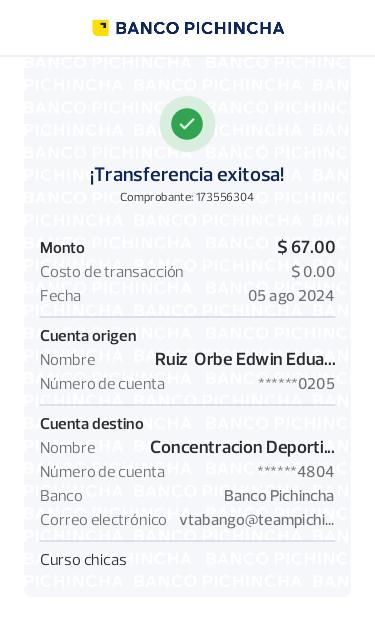 BANCO PICHINCHA
¡Transferencia exitosa!
Comprobante: 173556304
Monto $ 67.00
Costo de transacción $ 0.00
Fecha 05 ago 2024
Cuenta origen
Nombre Ruiz Orbe Edwin Edua...
Número de cuenta ******0205
Cuenta destino
Nombre Concentracion Deporti...
Número de cuenta ******4804
Banco Banco Pichincha
Correo electrónico vtabango@teampichi...
Curso chicas